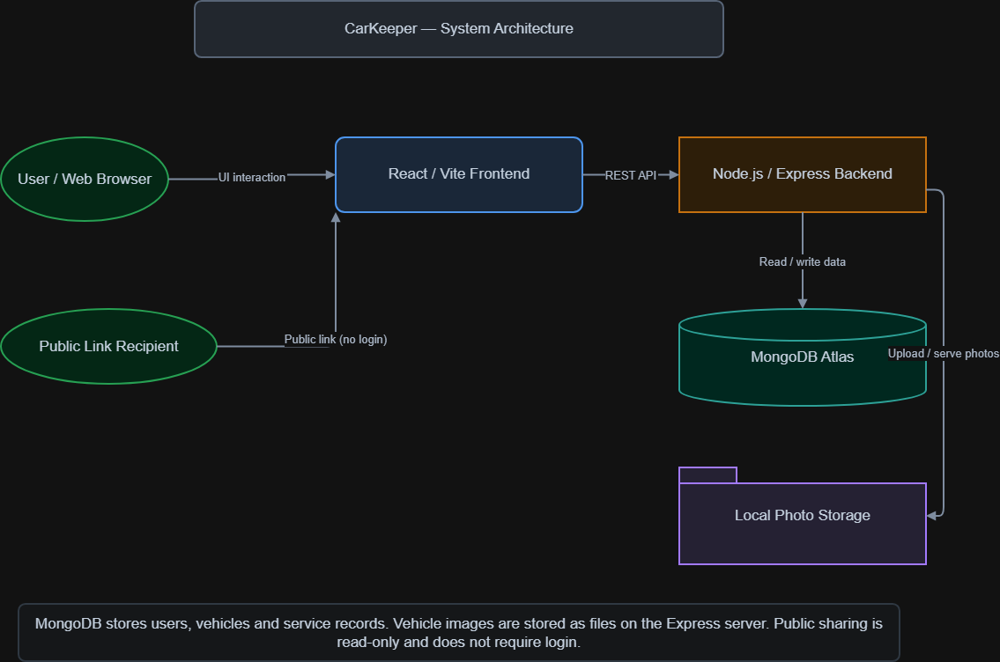 CarKeeper — System Architecture
User / Web Browser
UI interaction
React / Vite Frontend
REST API
Node.js / Express Backend
Read / write data
Public Link Recipient
Public link (no login)
MongoDB Atlas
Upload / serve photos
Local Photo Storage
MongoDB stores users, vehicles and service records. Vehicle images are stored as files on the Express server. Public sharing is
read-only and does not require login.